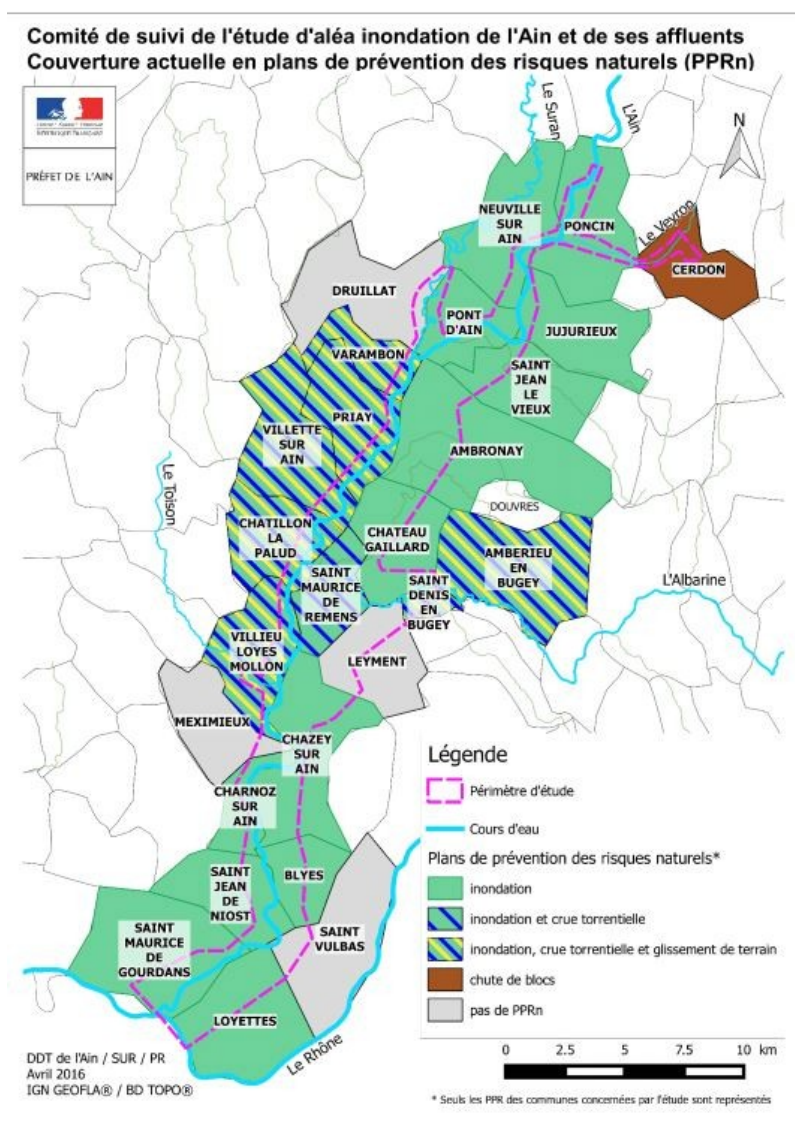 Comité de suivi de l'étude d'aléa inondation de l'Ain et de ses affluents
Couverture actuelle en plans de prévention des risques naturels (PPRn)
PRÉFET DE L'AIN
Le Suran
L'Ain
N
NEUVILLE
SUR
AIN
PONCIN
Le Veyron
CERDON
DRUILLAT
PONT
D'AIN
JUJURIEUX
VARAMBON
SAINT
JEAN
LE
VIEUX
PRIAY
VILLETTE
SUR
AIN
AMBRONAY
Le Toison
DOUVRES
CHATILLON
LA
PALUD
CHATEAU
GAILLARD
AMBERIEU
EN
BUGEY
SAINT
MAURICE
DE
REMENS
SAINT
DENIS
EN
BUGEY
L'Albarine
VILLIEU
LOYES
MOLLON
LEYMENT
MEXIMIEUX
CHAZEY
SUR
AIN
CHARNOZ
SUR
AIN
SAINT
JEAN
DE
NIOST
BLYES
SAINT
MAURICE
DE
GOURDANS
SAINT
VULBAS
LOYETTES
Le Rhône
Légende
Périmètre d'étude
Cours d'eau
Plans de prévention des risques naturels*
inondation
inondation et crue torrentielle
inondation, crue torrentielle et glissement de terrain
chute de blocs
pas de PPRn
0 2.5 5 7.5 10 km
DDT de l'Ain / SUR / PR
Avril 2016
IGN GEOFLA® / BD TOPO®
* Seuls les PPR des communes concernées par l'étude sont représentés